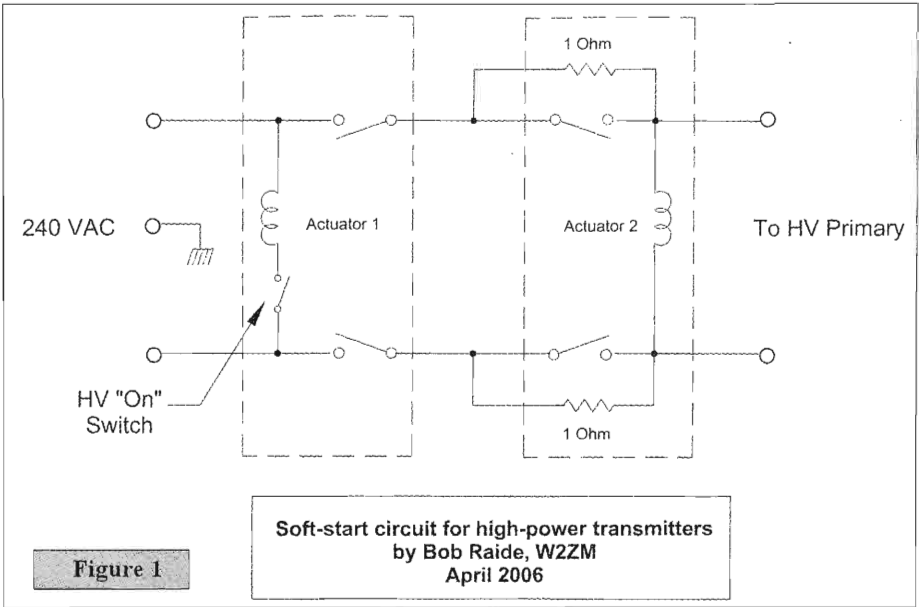 1 Ohm
240 VAC
Actuator 1
Actuator 2
To HV Primary
HV "On"
Switch
1 Ohm
Soft-start circuit for high-power transmitters
by Bob Raide, W2ZM
April 2006
Figure 1